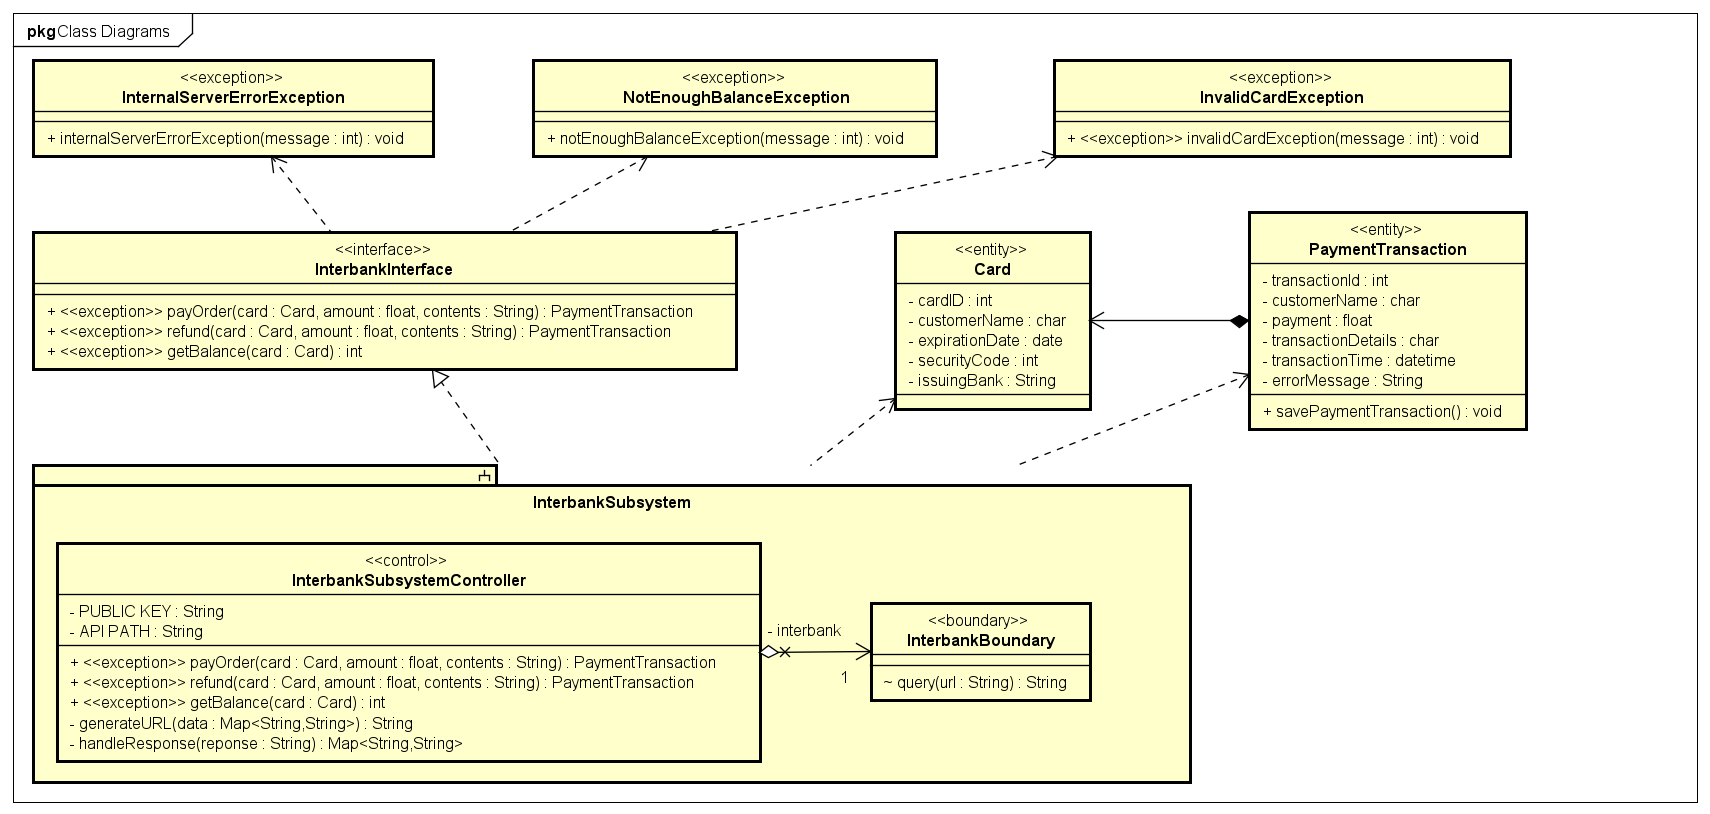 pkg Class Diagrams
<<exception>>
InternalServerErrorException
+ internalServerErrorException(message : int) : void
<<exception>>
NotEnoughBalanceException
+ notEnoughBalanceException(message : int) : void
<<exception>>
InvalidCardException
+ <<exception>> invalidCardException(message : int) : void
<<interface>>
InterbankInterface
+ <<exception>> payOrder(card : Card, amount : float, contents : String) : PaymentTransaction
+ <<exception>> refund(card : Card, amount : float, contents : String) : PaymentTransaction
+ <<exception>> getBalance(card : Card) : int
<<entity>>
Card
- cardID : int
- customerName : char
- expirationDate : date
- securityCode : int
- issuingBank : String
<<entity>>
PaymentTransaction
- transactionId : int
- customerName : char
- payment : float
- transactionDetails : char
- transactionTime : datetime
- errorMessage : String
+ savePaymentTransaction() : void
InterbankSubsystem
<<control>>
InterbankSubsystemController
- PUBLIC KEY : String
- API PATH : String
+ <<exception>> payOrder(card : Card, amount : float, contents : String) : PaymentTransaction
+ <<exception>> refund(card : Card, amount : float, contents : String) : PaymentTransaction
+ <<exception>> getBalance(card : Card) : int
- generateURL(data : Map<String,String>) : String
- handleResponse(reponse : String) : Map<String,String>
- interbank
1
<<boundary>>
InterbankBoundary
~ query(url : String) : String